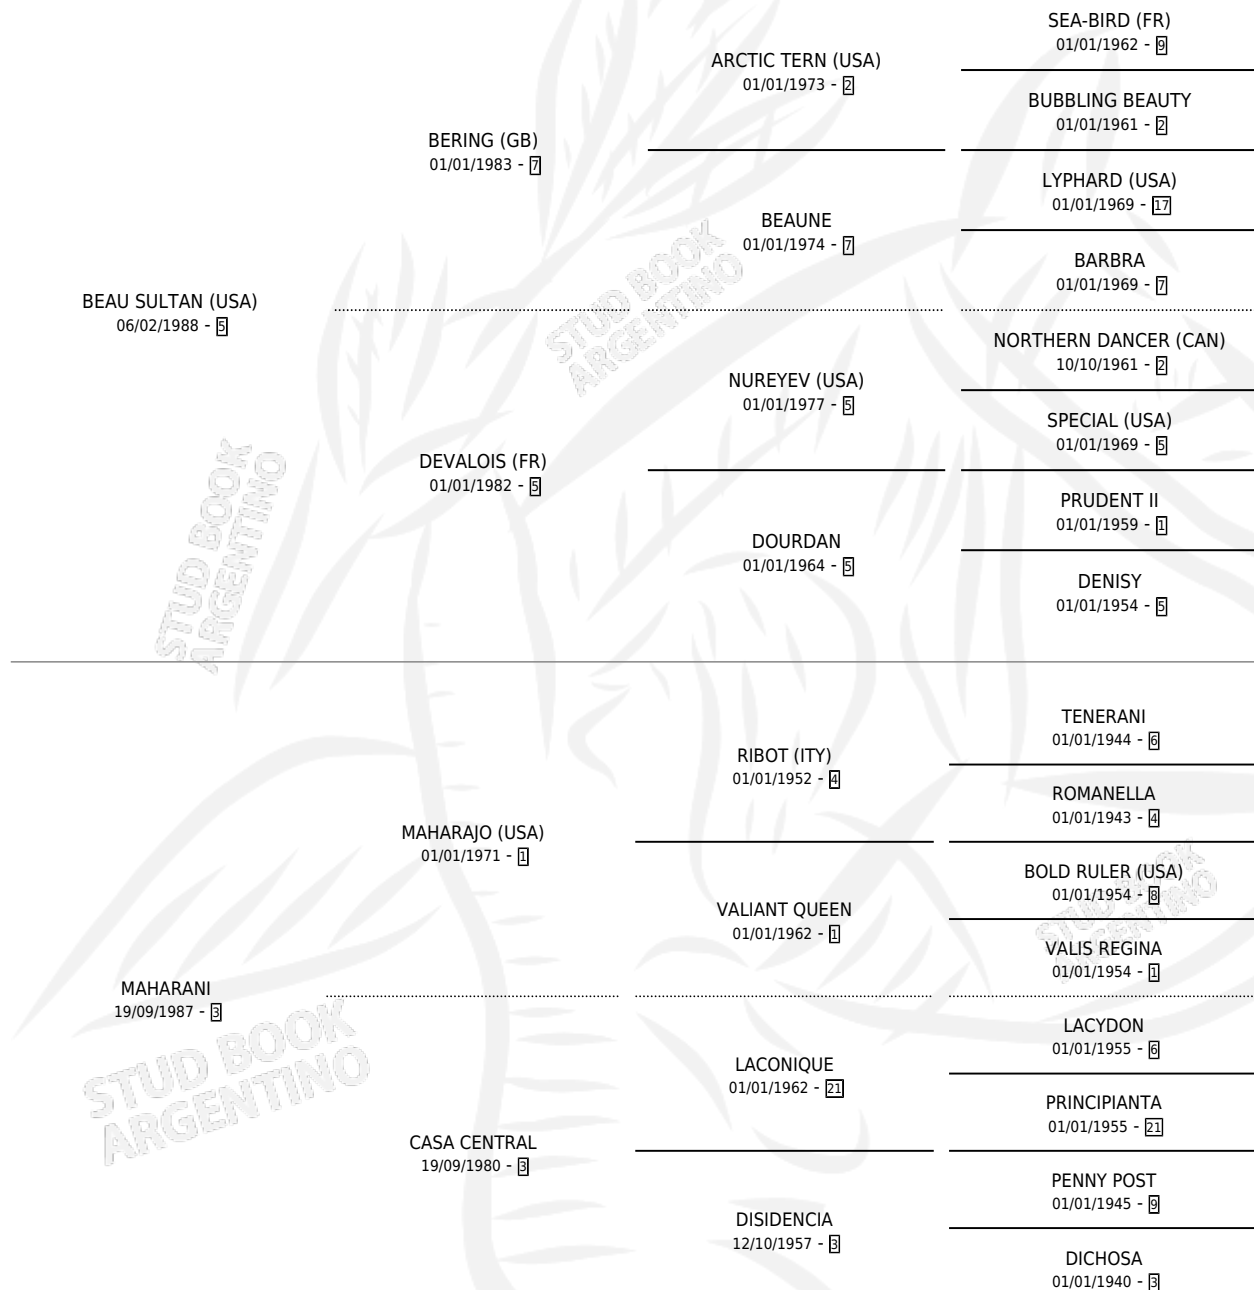 SEA-BIRD (FR)
01/01/1962 - 9
ARCTIC TERN (USA)
01/01/1973 - 2
BUBBLING BEAUTY
01/01/1961 - 2
BERING (GB)
01/01/1983 - 7
LYPHARD (USA)
01/01/1969 - 17
BEAUNE
01/01/1974 - 7
BARBRA
01/01/1969 - 7
BEAU SULTAN (USA)
06/02/1988 - 5
NORTHERN DANCER (CAN)
10/10/1961 - 2
NUREYEV (USA)
01/01/1977 - 5
SPECIAL (USA)
01/01/1969 - 5
DEVALOIS (FR)
01/01/1982 - 5
PRUDENT II
01/01/1959 - 1
DOURDAN
01/01/1964 - 5
DENISY
01/01/1954 - 5
TENERANI
01/01/1944 - 6
RIBOT (ITY)
01/01/1952 - 4
ROMANELLA
01/01/1943 - 4
MAHARAJO (USA)
01/01/1971 - 1
BOLD RULER (USA)
01/01/1954 - 8
VALIANT QUEEN
01/01/1962 - 1
VALIS REGINA
01/01/1954 - 1
MAHARANI
19/09/1987 - 3
LACYDON
01/01/1955 - 6
LACONIQUE
01/01/1962 - 21
PRINCIPIANTA
01/01/1955 - 21
CASA CENTRAL
19/09/1980 - 3
PENNY POST
01/01/1945 - 9
DISIDENCIA
12/10/1957 - 3
DICHOSA
01/01/1940 - 3
STUD BOOK
ARGENTINO
STUD BOOK
ARGENTINO
STUD BOOK
ARGENTINO
STUD BOOK
ARGENTINO